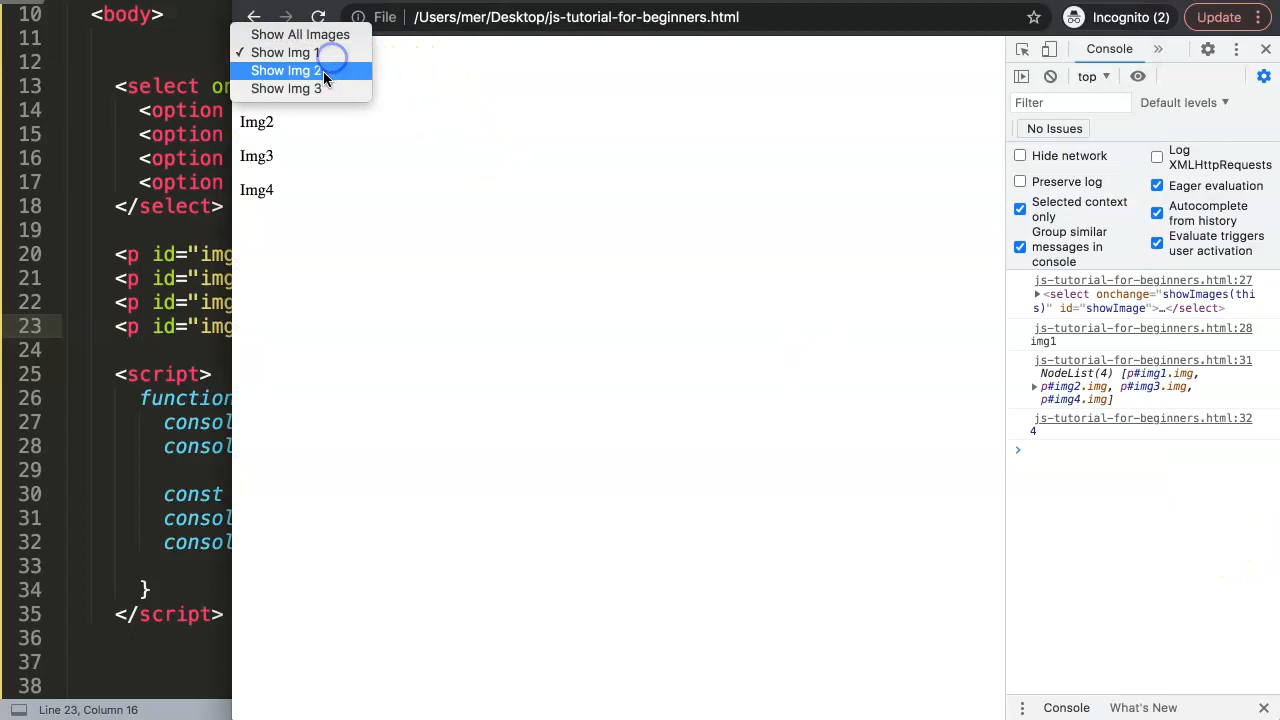 10 <body>
11
12
13 <select on
14 <option
15 <option
16 <option
17 <option
18 </select>
19
20 <p id="img
21 <p id="img
22 <p id="img
23 <p id="img
24
25 <script>
26 function
27 consol
28 consol
29
30 const
31 consol
32 consol
33
34 }
35 </script>
36
37
38
Line 23, Column 16
File /Users/mer/Desktop/js-tutorial-for-beginners.html Incognito (2) Update
Show All Images
✓ Show Img 1
Show Img 2
Show Img 3
Img2
Img3
Img4
Console »
top ▼
Filter Default levels ▼
No Issues
Hide network
Log XMLHttpRequests
Preserve log
Eager evaluation
Selected context only
Autocomplete from history
Group similar messages in console
Evaluate triggers user activation
js-tutorial-for-beginners.html:27
<select onchange="showImages(thi
s)" id="showImage">…</select>
js-tutorial-for-beginners.html:28
img1
js-tutorial-for-beginners.html:31
NodeList(4) [p#img1.img,
p#img2.img, p#img3.img,
p#img4.img]
js-tutorial-for-beginners.html:32
4
Console What's New